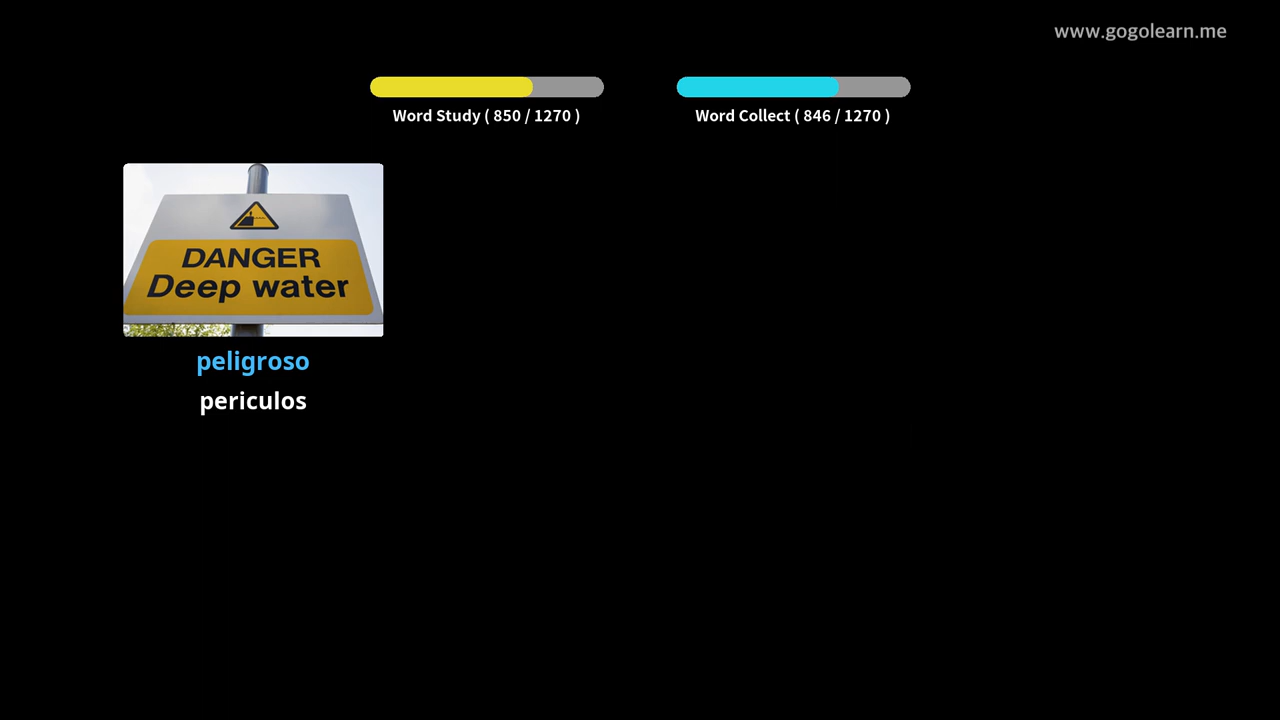 www.gogolearn.me
Word Study ( 850 / 1270 )
Word Collect ( 846 / 1270 )
DANGER
Deep water
peligroso
periculos